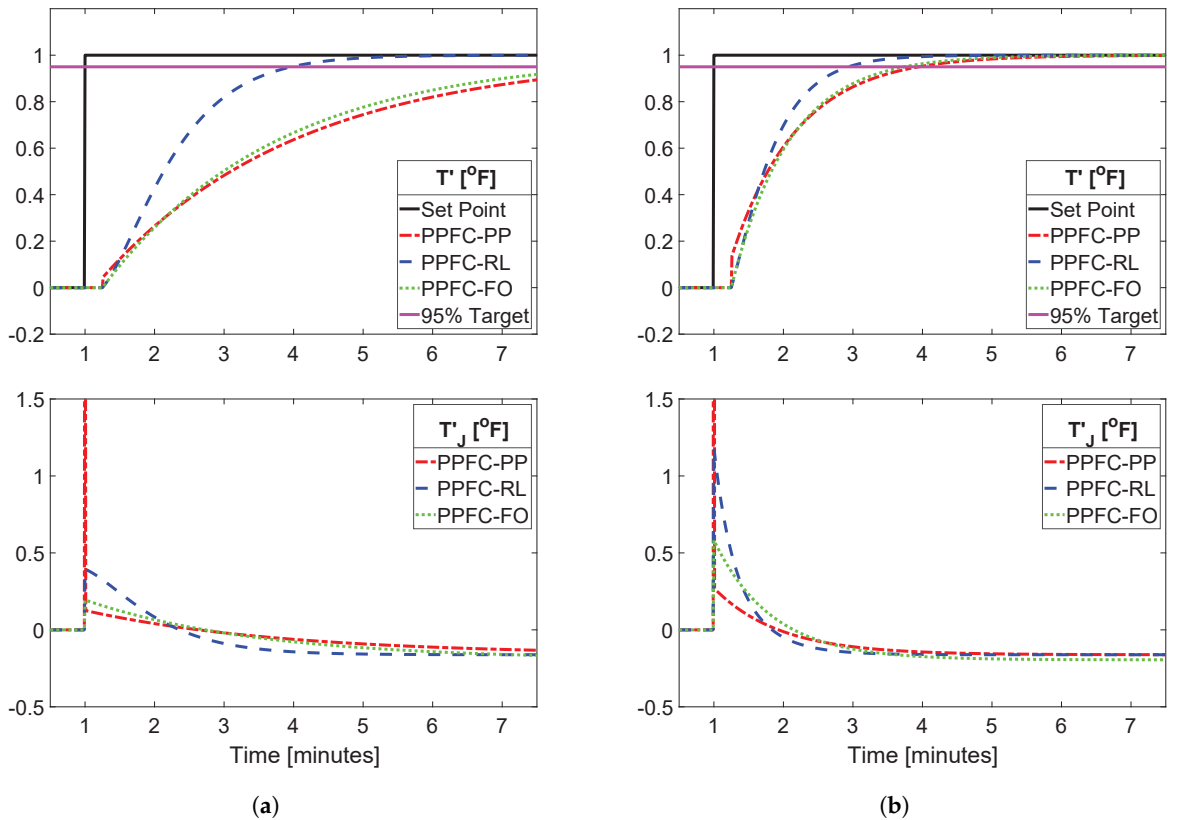 1
0.8
0.6
0.4
0.2
0
-0.2
1 2 3 4 5 6 7
T' [°F]
Set Point
PPFC-PP
PPFC-RL
PPFC-FO
95% Target
1.5
1
0.5
0
-0.5
1 2 3 4 5 6 7
T'J [°F]
PPFC-PP
PPFC-RL
PPFC-FO
Time [minutes]
(a)
1
0.8
0.6
0.4
0.2
0
-0.2
1 2 3 4 5 6 7
T' [°F]
Set Point
PPFC-PP
PPFC-RL
PPFC-FO
95% Target
1.5
1
0.5
0
-0.5
1 2 3 4 5 6 7
T'J [°F]
PPFC-PP
PPFC-RL
PPFC-FO
Time [minutes]
(b)